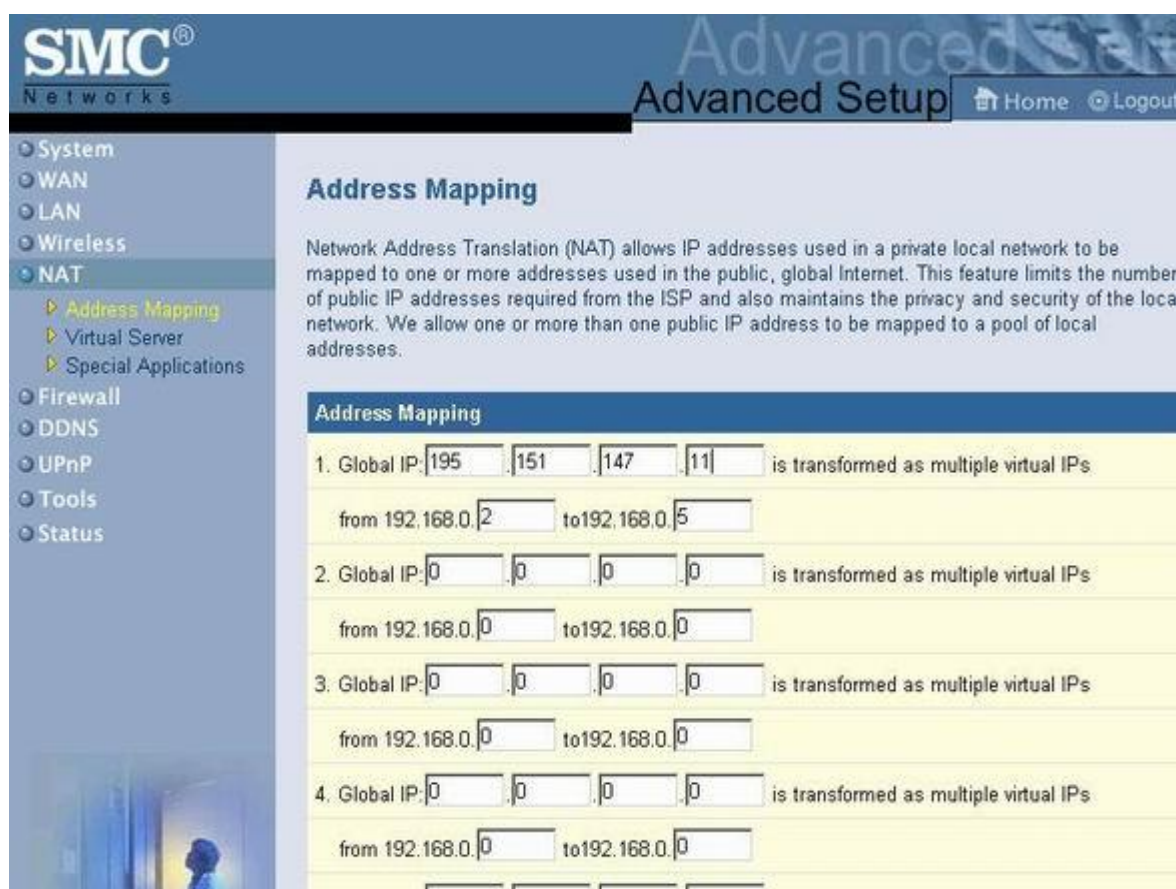 SMC®
Networks
Advanced Setup
Home Logout
System
WAN
LAN
Wireless
NAT
Address Mapping
Virtual Server
Special Applications
Firewall
DDNS
UPnP
Tools
Status
Address Mapping
Network Address Translation (NAT) allows IP addresses used in a private local network to be
mapped to one or more addresses used in the public, global Internet. This feature limits the number
of public IP addresses required from the ISP and also maintains the privacy and security of the loca
network. We allow one or more than one public IP address to be mapped to a pool of local
addresses.
Address Mapping
1. Global IP: 195 .151 .147 .11 is transformed as multiple virtual IPs
from 192.168.0. 2 to192.168.0. 5
2. Global IP: 0 .0 .0 .0 is transformed as multiple virtual IPs
from 192.168.0. 0 to192.168.0. 0
3. Global IP: 0 .0 .0 .0 is transformed as multiple virtual IPs
from 192.168.0. 0 to192.168.0. 0
4. Global IP: 0 .0 .0 .0 is transformed as multiple virtual IPs
from 192.168.0. 0 to192.168.0. 0